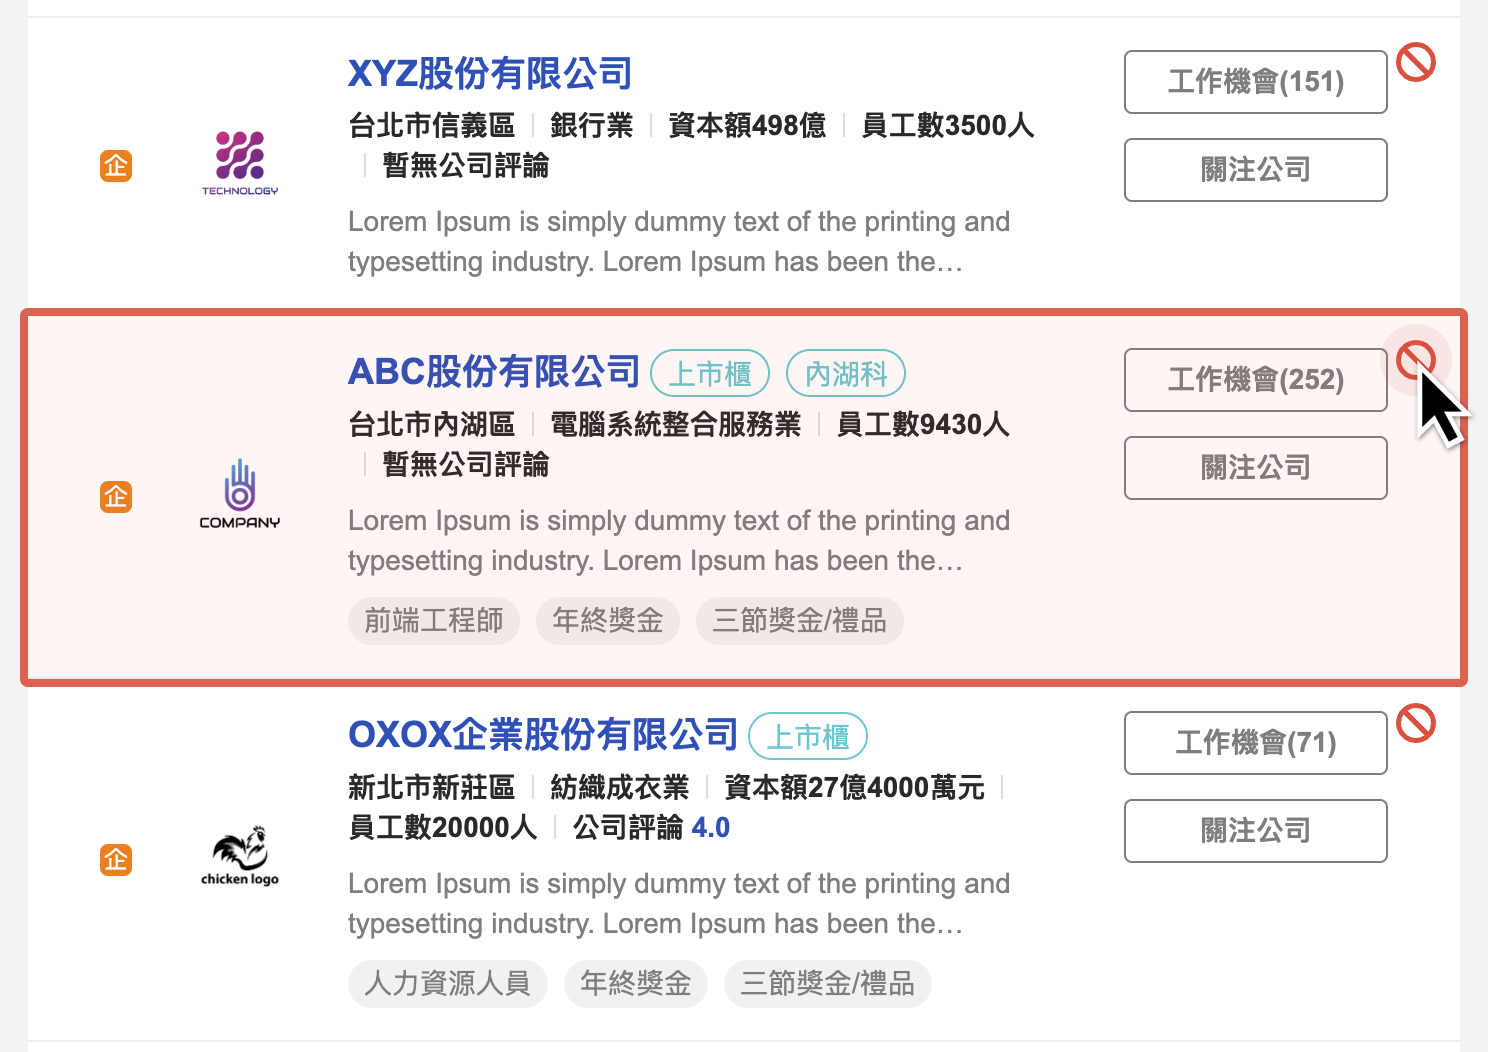 XYZ股份有限公司
工作機會(151)
台北市信義區 銀行業 資本額498億 員工數3500人
暫無公司評論
關注公司
企
TECHNOLOGY
Lorem Ipsum is simply dummy text of the printing and
typesetting industry. Lorem Ipsum has been the…
ABC股份有限公司 上市櫃 內湖科
工作機會(252)
台北市內湖區 電腦系統整合服務業 員工數9430人
暫無公司評論
關注公司
企
COMPANY
Lorem Ipsum is simply dummy text of the printing and
typesetting industry. Lorem Ipsum has been the…
前端工程師 年終獎金 三節獎金/禮品
OXOX企業股份有限公司 上市櫃
工作機會(71)
新北市新莊區 紡織成衣業 資本額27億4000萬元
員工數20000人 公司評論 4.0
關注公司
企
chicken logo
Lorem Ipsum is simply dummy text of the printing and
typesetting industry. Lorem Ipsum has been the…
人力資源人員 年終獎金 三節獎金/禮品